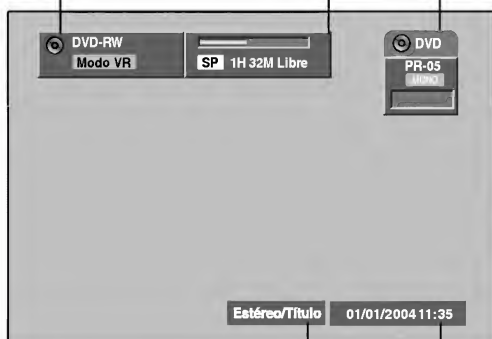 DVD-RW
Modo VR
SP 1H 32M Libre
DVD
PR-05
MONO
Estéreo/Título
01/01/2004 11:35